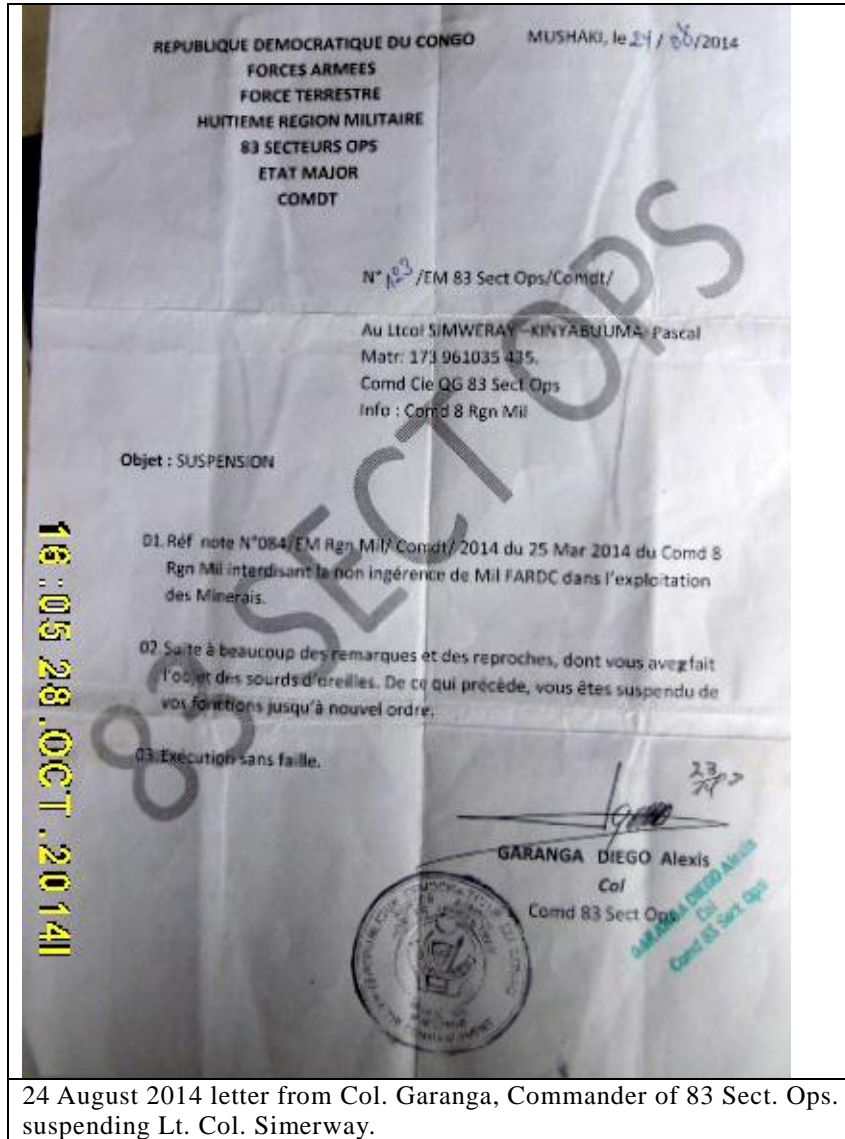 REPUBLIQUE DEMOCRATIQUE DU CONGO
FORCES ARMEES
FORCE TERRESTRE
HUITIEME REGION MILITAIRE
83 SECTEURS OPS
ETAT MAJOR
COMDT
MUSHAKI, le 24/08/2014
N° /EM 83 Sect Ops/Comdt/
Au Ltcol SIMWERAY –KINYABUUMA- Pascal
Matr: 173 961035 435.
Comd Cie QG 83 Sect Ops
Info : Comd 8 Rgn Mil
Objet : SUSPENSION
01. Réf note N°084/EM Rgn Mil/ Comdt/ 2014 du 25 Mar 2014 du Comd 8
Rgn Mil interdisant la non ingérence de Mil FARDC dans l'exploitation
des Minerais.
02. Suite à beaucoup des remarques et des reproches, dont vous avez fait
l'objet des sourds d'oreilles. De ce qui précède, vous êtes suspendu de
vos fonctions jusqu'à nouvel ordre.
03. Exécution sans faille.
GARANGA DIEGO Alexis
Col
Comd 83 Sect Ops
GARANGA DIEGO Alexis
Col
Comd 83 Sect Ops
83 SECT OPS
16:05 28.OCT.2014
24 August 2014 letter from Col. Garanga, Commander of 83 Sect. Ops.
suspending Lt. Col. Simerway.